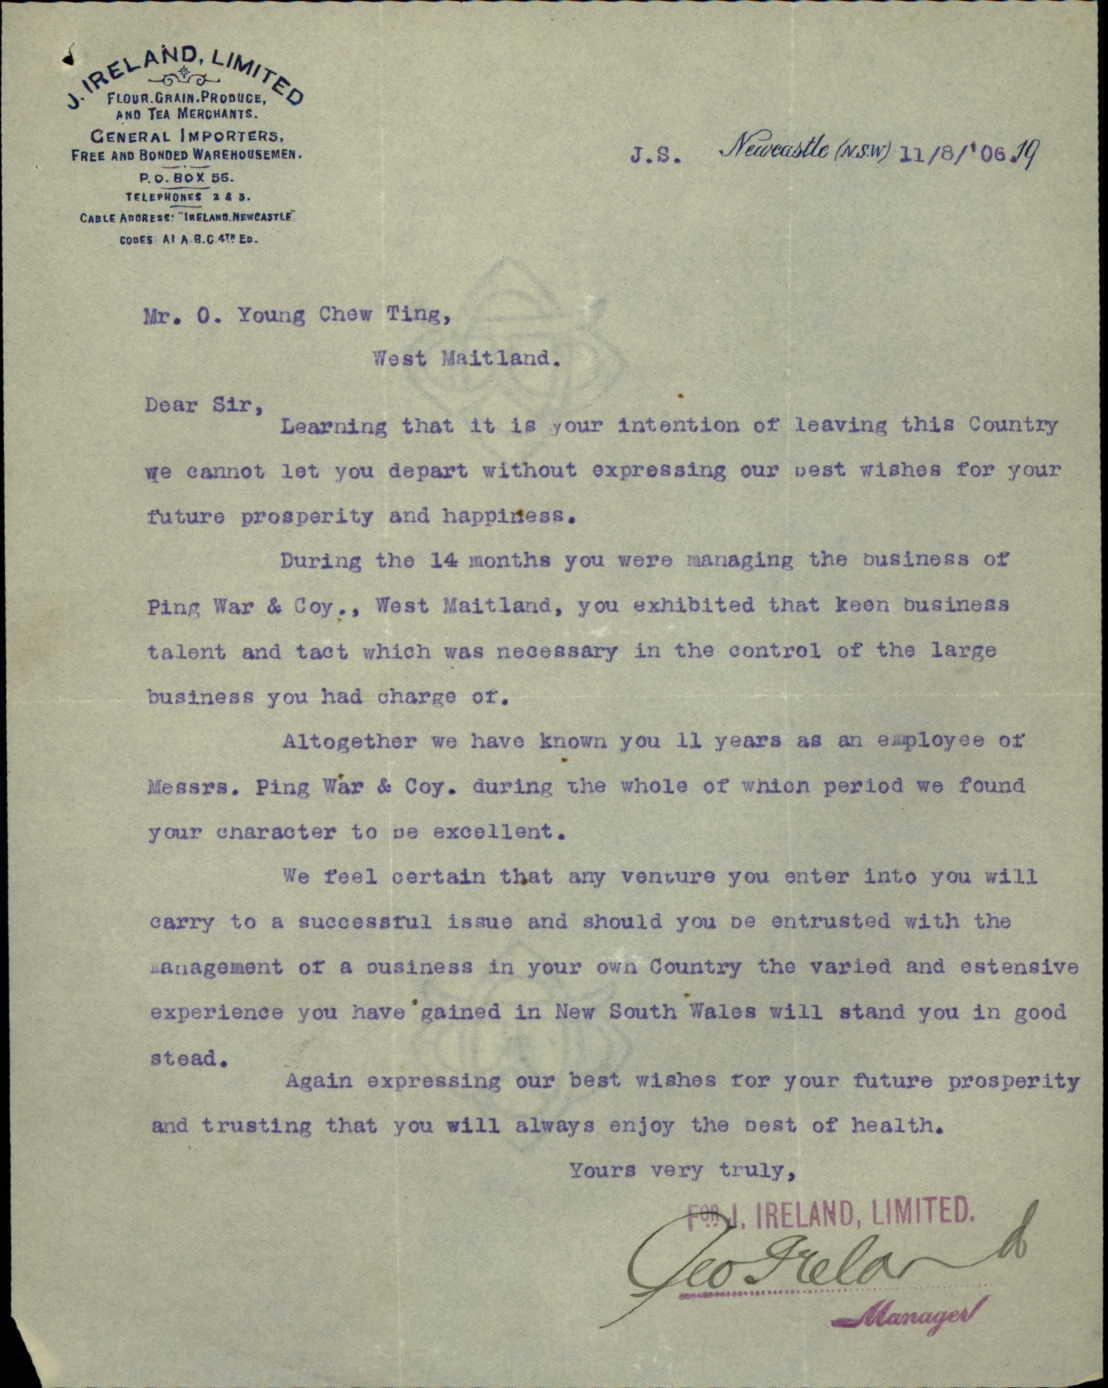 J. IRELAND, LIMITED
FLOUR. GRAIN. PRODUCE,
AND TEA MERCHANTS.
GENERAL IMPORTERS,
FREE AND BONDED WAREHOUSEMEN.
P.O. BOX 56.
TELEPHONES 2 & 3.
CABLE ADDRESS: "IRELAND. NEWCASTLE"
CODES: A1 A.B.C 4TH ED.
J.S. Newcastle (N.S.W) 11/8/'06.19
Mr. O. Young Chew Ting,
West Maitland.
Dear Sir,
Learning that it is your intention of leaving this Country
we cannot let you depart without expressing our best wishes for your
future prosperity and happiness.
During the 14 months you were managing the business of
Ping War & Coy., West Maitland, you exhibited that keen business
talent and tact which was necessary in the control of the large
business you had charge of.
Altogether we have known you 11 years as an employee of
Messrs. Ping War & Coy. during the whole of which period we found
your character to be excellent.
We feel certain that any venture you enter into you will
carry to a successful issue and should you be entrusted with the
management of a business in your own Country the varied and estensive
experience you have gained in New South Wales will stand you in good
stead.
Again expressing our best wishes for your future prosperity
and trusting that you will always enjoy the best of health.
Yours very truly,
FOR J. IRELAND, LIMITED.
Geo Ireland
Manager